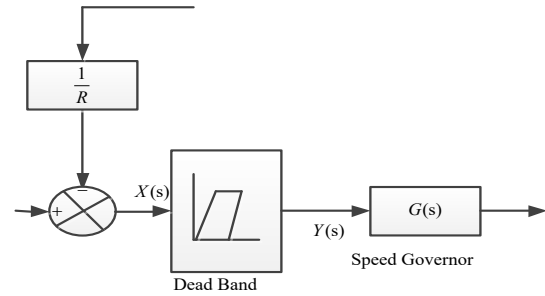 1
R
−
+
X(s)
Y(s)
G(s)
Speed Governor
Dead Band